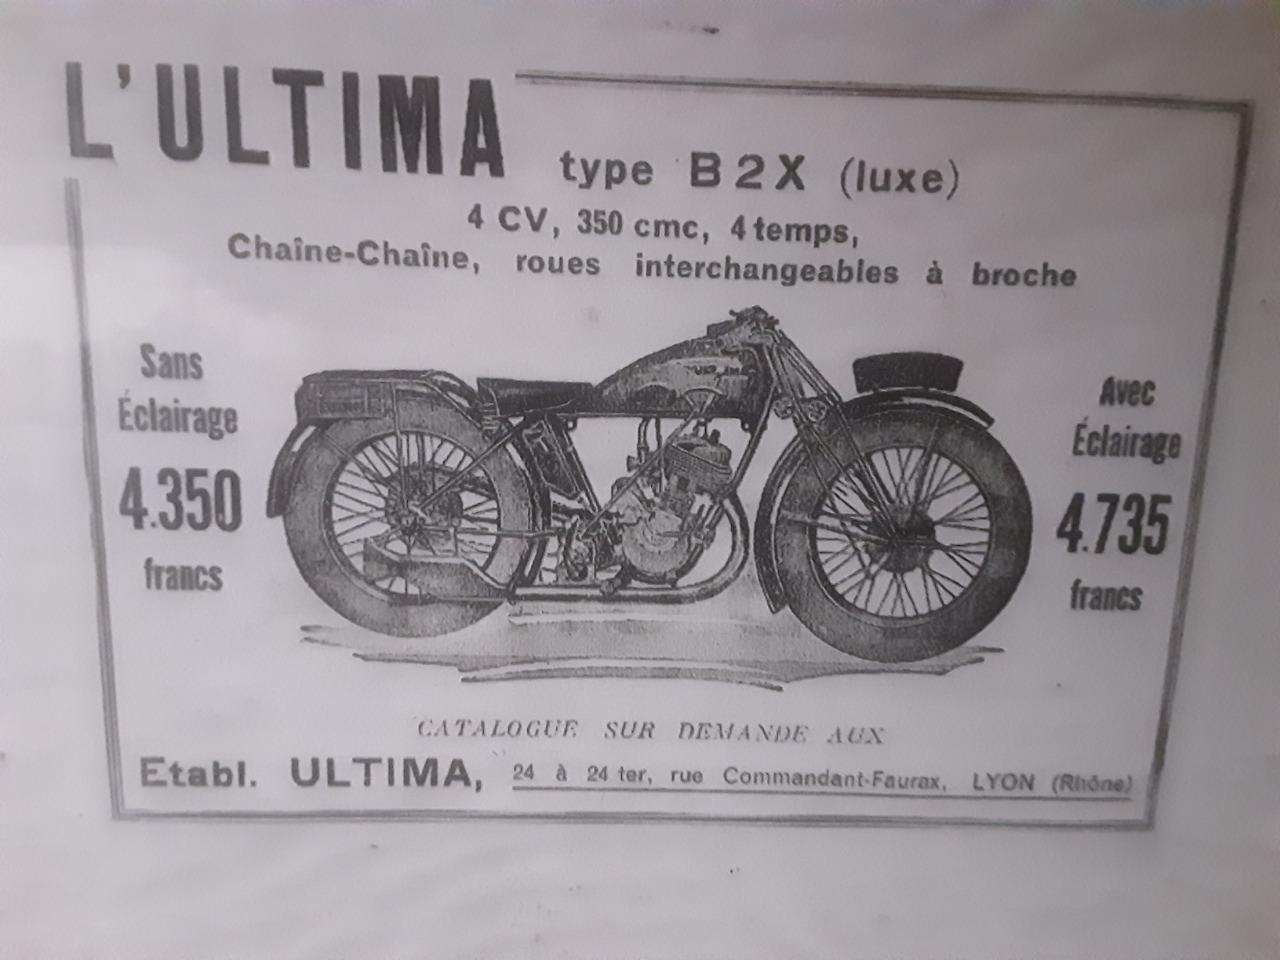 L'ULTIMA
type B2X (luxe)
4 CV, 350 cmc, 4 temps,
Chaîne-Chaîne, roues interchangeables à broche
Sans
Éclairage
4.350
francs
Avec
Éclairage
4.735
francs
CATALOGUE SUR DEMANDE AUX
Etabl. ULTIMA, 24 à 24 ter, rue Commandant-Faurax, LYON (Rhône)